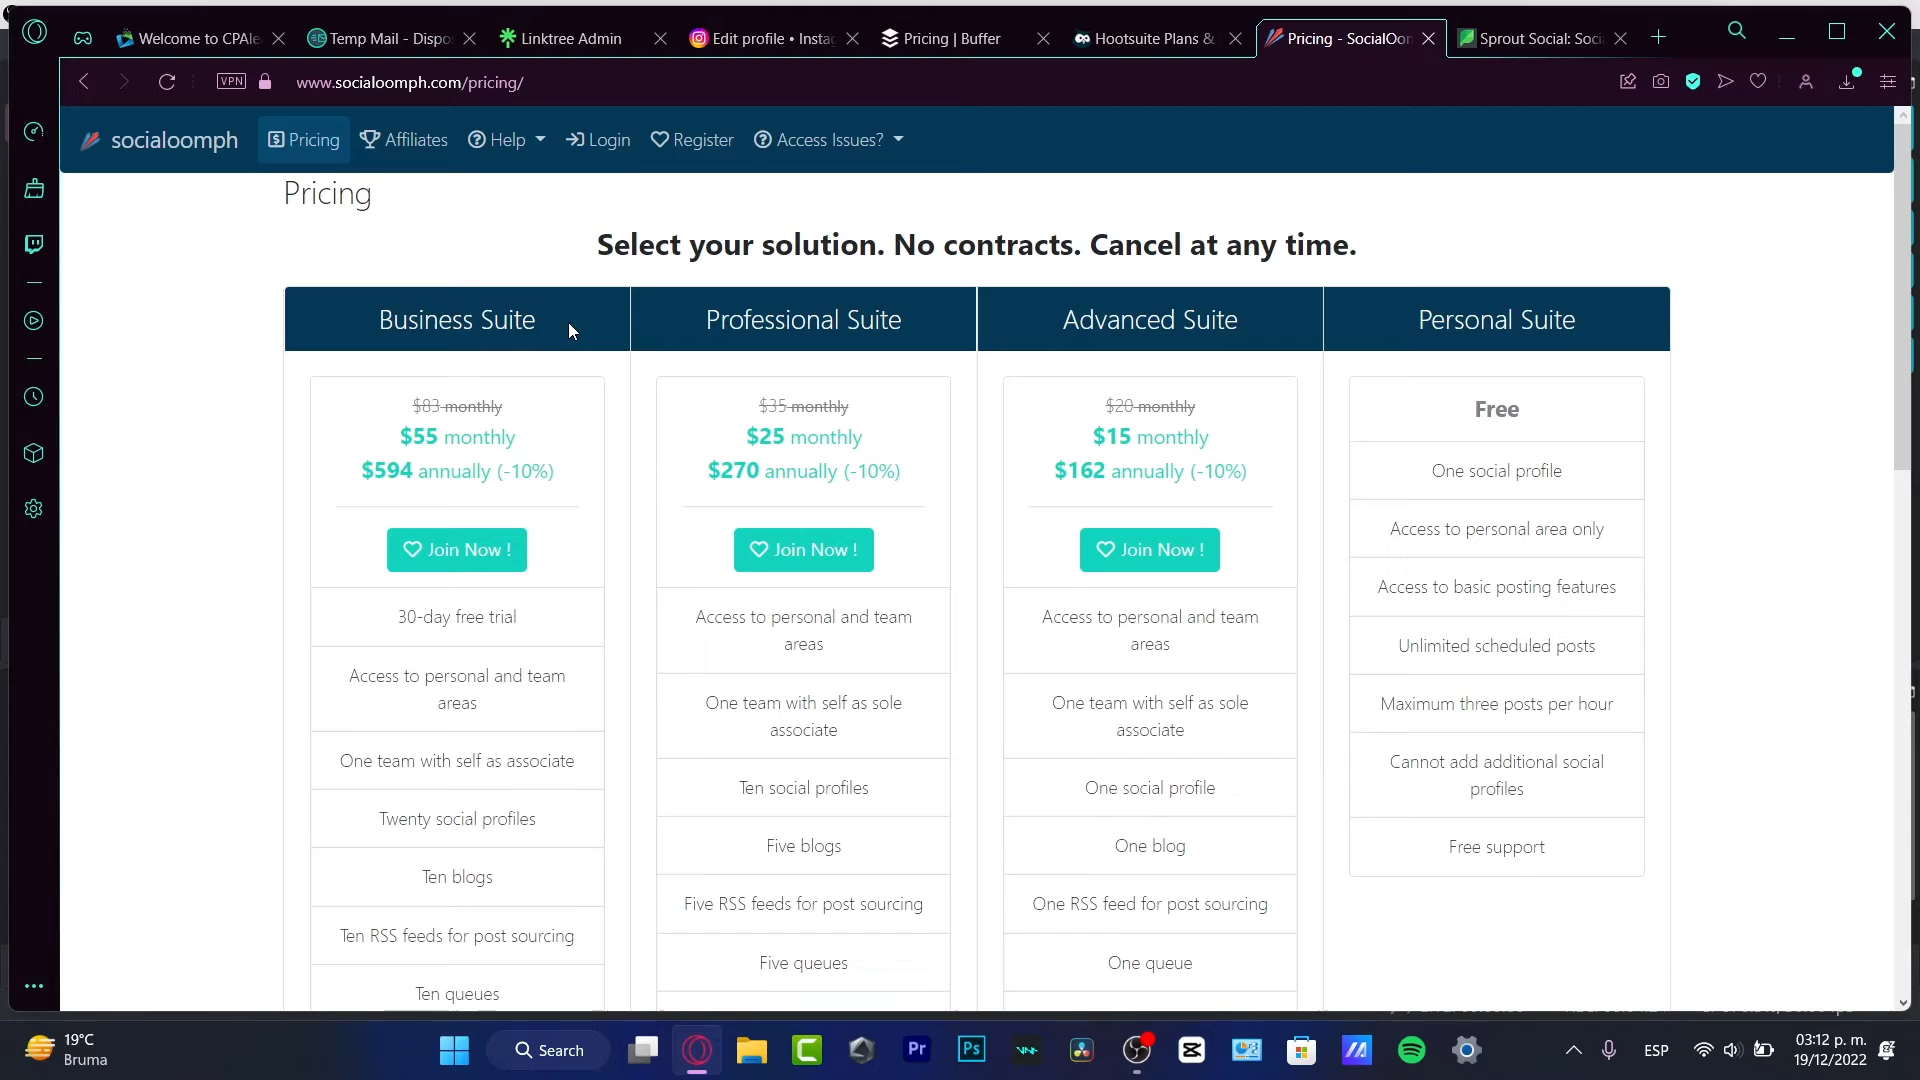 Welcome to CPAle
Temp Mail - Dispo
Linktree Admin
Edit profile • Insta
Pricing | Buffer
Hootsuite Plans &
Pricing - SocialOom
Sprout Social: Soci
VPN
www.socialoomph.com/pricing/
socialoomph
Pricing
Affiliates
Help
Login
Register
Access Issues?
Pricing
Select your solution. No contracts. Cancel at any time.
Business Suite
$83 monthly
$55 monthly
$594 annually (-10%)
Join Now !
30-day free trial
Access to personal and team
areas
One team with self as associate
Twenty social profiles
Ten blogs
Ten RSS feeds for post sourcing
Ten queues
Professional Suite
$35 monthly
$25 monthly
$270 annually (-10%)
Join Now !
Access to personal and team
areas
One team with self as sole
associate
Ten social profiles
Five blogs
Five RSS feeds for post sourcing
Five queues
Advanced Suite
$20 monthly
$15 monthly
$162 annually (-10%)
Join Now !
Access to personal and team
areas
One team with self as sole
associate
One social profile
One blog
One RSS feed for post sourcing
One queue
Personal Suite
Free
One social profile
Access to personal area only
Access to basic posting features
Unlimited scheduled posts
Maximum three posts per hour
Cannot add additional social
profiles
Free support
19°C
Bruma
Search
Pr
Ps
ESP
03:12 p. m.
19/12/2022